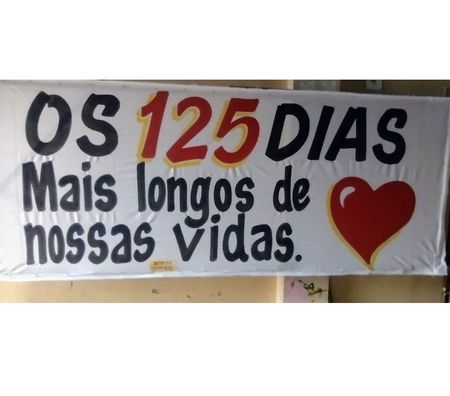 OS 125 DIAS
Mais longos de
nossas vidas.